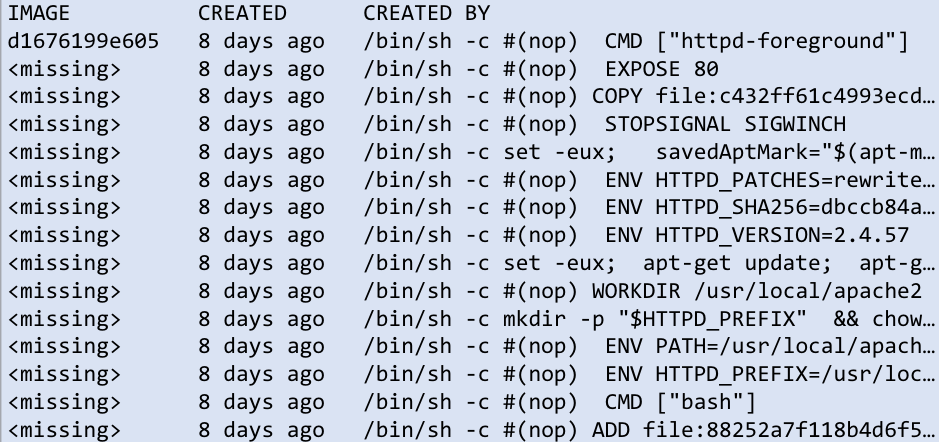 IMAGE CREATED CREATED BY
d1676199e605 8 days ago /bin/sh -c #(nop) CMD ["httpd-foreground"]
<missing> 8 days ago /bin/sh -c #(nop) EXPOSE 80
<missing> 8 days ago /bin/sh -c #(nop) COPY file:c432ff61c4993ecd…
<missing> 8 days ago /bin/sh -c #(nop) STOPSIGNAL SIGWINCH
<missing> 8 days ago /bin/sh -c set -eux; savedAptMark="$(apt-m…
<missing> 8 days ago /bin/sh -c #(nop) ENV HTTPD_PATCHES=rewrite…
<missing> 8 days ago /bin/sh -c #(nop) ENV HTTPD_SHA256=dbccb84a…
<missing> 8 days ago /bin/sh -c #(nop) ENV HTTPD_VERSION=2.4.57
<missing> 8 days ago /bin/sh -c set -eux; apt-get update; apt-g…
<missing> 8 days ago /bin/sh -c #(nop) WORKDIR /usr/local/apache2
<missing> 8 days ago /bin/sh -c mkdir -p "$HTTPD_PREFIX" && chow…
<missing> 8 days ago /bin/sh -c #(nop) ENV PATH=/usr/local/apach…
<missing> 8 days ago /bin/sh -c #(nop) ENV HTTPD_PREFIX=/usr/loc…
<missing> 8 days ago /bin/sh -c #(nop) CMD ["bash"]
<missing> 8 days ago /bin/sh -c #(nop) ADD file:88252a7f118b4d6f5…